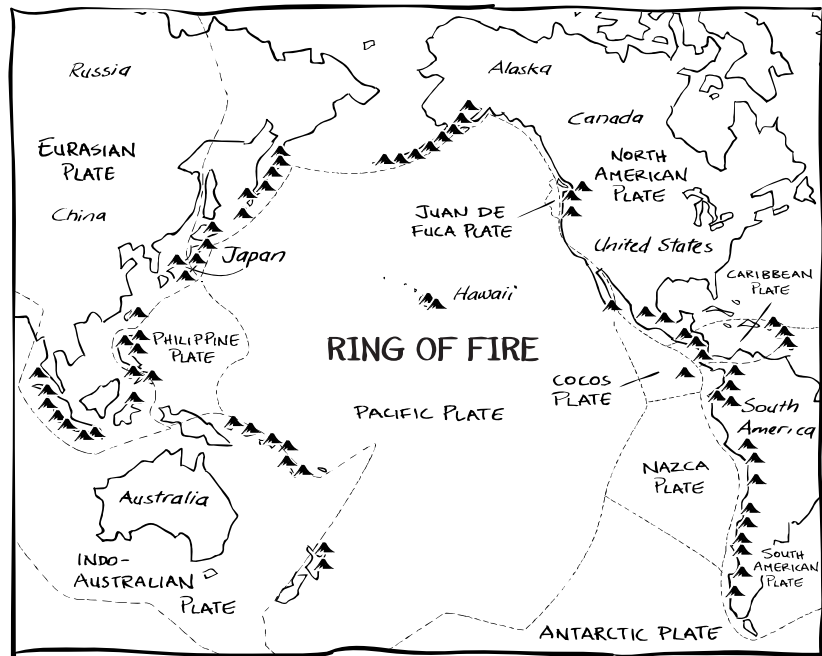 Russia
Alaska
Canada
EURASIAN
PLATE
NORTH
AMERICAN
PLATE
China
JUAN DE
FUCA PLATE
United States
Japan
CARIBBEAN
PLATE
Hawaii
PHILIPPINE
PLATE
RING OF FIRE
COCOS
PLATE
PACIFIC PLATE
South
America
NAZCA
PLATE
Australia
INDO-
AUSTRALIAN
PLATE
SOUTH
AMERICAN
PLATE
ANTARCTIC PLATE